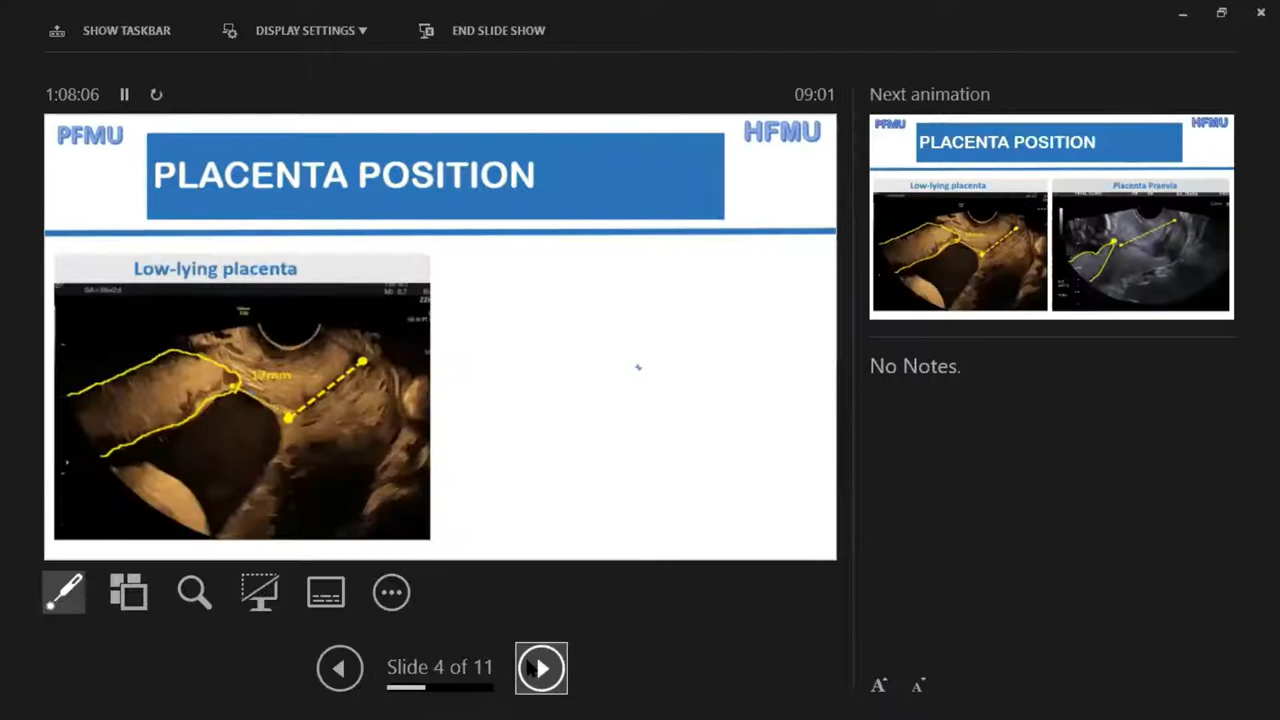 SHOW TASKBAR
DISPLAY SETTINGS
END SLIDE SHOW
1:08:06
09:01
PFMU
HFMU
PLACENTA POSITION
Low-lying placenta
17mm
Next animation
PFMU
HFMU
PLACENTA POSITION
Low-lying placenta
Placenta Praevia
No Notes.
Slide 4 of 11
A
A